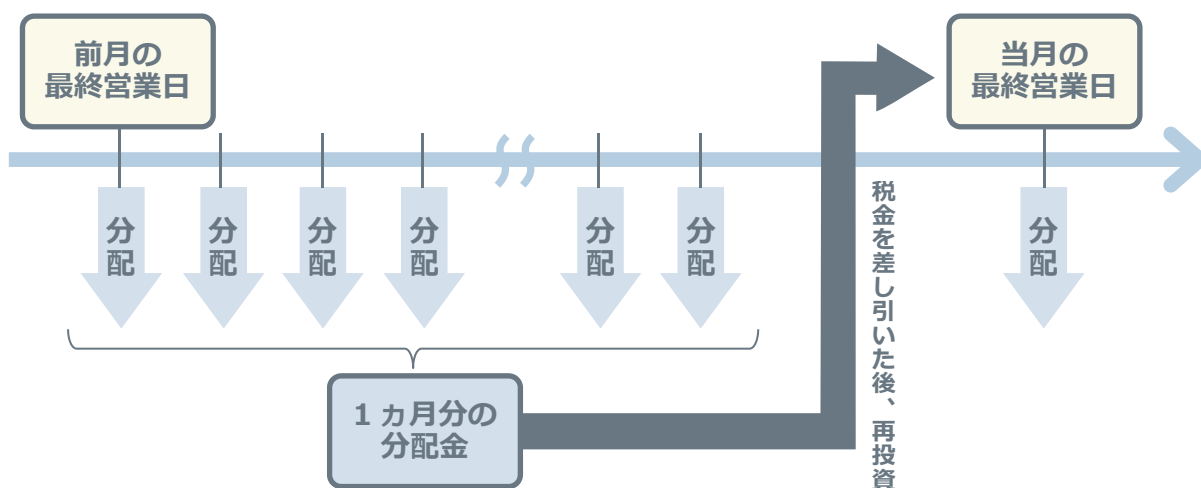 前月の
最終営業日
当月の
最終営業日
分配
分配
分配
分配
分配
分配
分配
税金を差し引いた後、再投資
1ヵ月分の
分配金